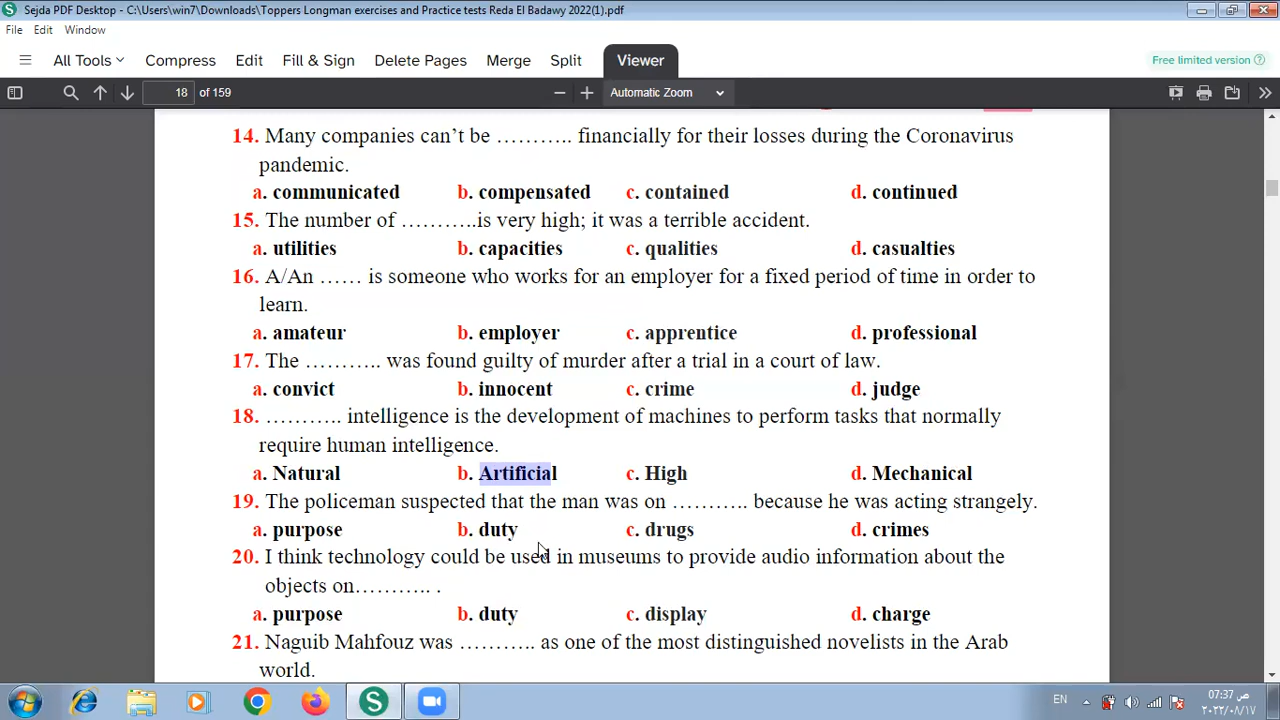 Sejda PDF Desktop - C:\Users\win7\Downloads\Toppers Longman exercises and Practice tests Reda El Badawy 2022(1).pdf
File Edit Window
All Tools Compress Edit Fill & Sign Delete Pages Merge Split Viewer Free limited version
18 of 159 Automatic Zoom
14. Many companies can’t be ……….. financially for their losses during the Coronavirus
pandemic.
a. communicated b. compensated c. contained d. continued
15. The number of ………..is very high; it was a terrible accident.
a. utilities b. capacities c. qualities d. casualties
16. A/An …… is someone who works for an employer for a fixed period of time in order to
learn.
a. amateur b. employer c. apprentice d. professional
17. The ……….. was found guilty of murder after a trial in a court of law.
a. convict b. innocent c. crime d. judge
18. ……….. intelligence is the development of machines to perform tasks that normally
require human intelligence.
a. Natural b. Artificial c. High d. Mechanical
19. The policeman suspected that the man was on ……….. because he was acting strangely.
a. purpose b. duty c. drugs d. crimes
20. I think technology could be used in museums to provide audio information about the
objects on……….. .
a. purpose b. duty c. display d. charge
21. Naguib Mahfouz was ……….. as one of the most distinguished novelists in the Arab
world.
EN 07:37 ص
٢٠٢٢/٠٨/١٧